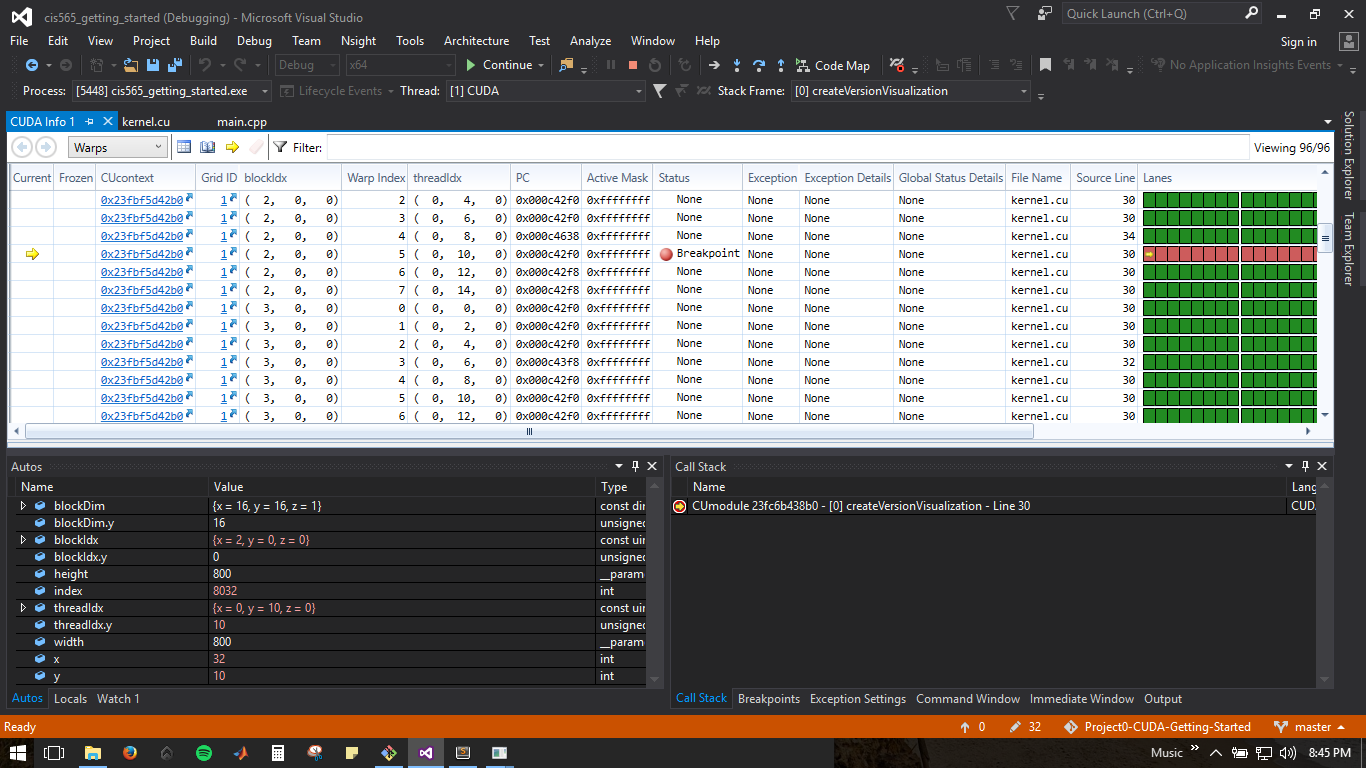 cis565_getting_started (Debugging) - Microsoft Visual Studio
Quick Launch (Ctrl+Q)
File Edit View Project Build Debug Team Nsight Tools Architecture Test Analyze Window Help
Sign in
Debug x64 Continue Code Map No Application Insights Events
Process: [5448] cis565_getting_started.exe Lifecycle Events Thread: [1] CUDA Stack Frame: [0] createVersionVisualization
CUDA Info 1 kernel.cu main.cpp
Warps Filter: Viewing 96/96
Current Frozen CUcontext Grid ID blockIdx Warp Index threadIdx PC Active Mask Status Exception Exception Details Global Status Details File Name Source Line Lanes
0x23fbf5d42b0 1 ( 2, 0, 0) 2 ( 0, 4, 0) 0x000c42f0 0xffffffff None None None None kernel.cu 30
0x23fbf5d42b0 1 ( 2, 0, 0) 3 ( 0, 6, 0) 0x000c42f0 0xffffffff None None None None kernel.cu 30
0x23fbf5d42b0 1 ( 2, 0, 0) 4 ( 0, 8, 0) 0x000c4638 0xffffffff None None None None kernel.cu 34
0x23fbf5d42b0 1 ( 2, 0, 0) 5 ( 0, 10, 0) 0x000c42f0 0xffffffff Breakpoint None None None kernel.cu 30
0x23fbf5d42b0 1 ( 2, 0, 0) 6 ( 0, 12, 0) 0x000c42f8 0xffffffff None None None None kernel.cu 30
0x23fbf5d42b0 1 ( 2, 0, 0) 7 ( 0, 14, 0) 0x000c42f8 0xffffffff None None None None kernel.cu 30
0x23fbf5d42b0 1 ( 3, 0, 0) 0 ( 0, 0, 0) 0x000c42f0 0xffffffff None None None None kernel.cu 30
0x23fbf5d42b0 1 ( 3, 0, 0) 1 ( 0, 2, 0) 0x000c42f0 0xffffffff None None None None kernel.cu 30
0x23fbf5d42b0 1 ( 3, 0, 0) 2 ( 0, 4, 0) 0x000c42f0 0xffffffff None None None None kernel.cu 30
0x23fbf5d42b0 1 ( 3, 0, 0) 3 ( 0, 6, 0) 0x000c43f8 0xffffffff None None None None kernel.cu 32
0x23fbf5d42b0 1 ( 3, 0, 0) 4 ( 0, 8, 0) 0x000c42f0 0xffffffff None None None None kernel.cu 30
0x23fbf5d42b0 1 ( 3, 0, 0) 5 ( 0, 10, 0) 0x000c42f0 0xffffffff None None None None kernel.cu 30
0x23fbf5d42b0 1 ( 3, 0, 0) 6 ( 0, 12, 0) 0x000c42f0 0xffffffff None None None None kernel.cu 30
Solution Explorer
Team Explorer
Autos
Name Value Type
blockDim {x = 16, y = 16, z = 1} const dim
blockDim.y 16 unsigned
blockIdx {x = 2, y = 0, z = 0} const uin
blockIdx.y 0 unsigned
height 800 __param
index 8032 int
threadIdx {x = 0, y = 10, z = 0} const uin
threadIdx.y 10 unsigned
width 800 __param
x 32 int
y 10 int
Autos Locals Watch 1
Call Stack
Name Lang
CUmodule 23fc6b438b0 - [0] createVersionVisualization - Line 30 CUDA
Call Stack Breakpoints Exception Settings Command Window Immediate Window Output
Ready 0 32 Project0-CUDA-Getting-Started master
Music 8:45 PM